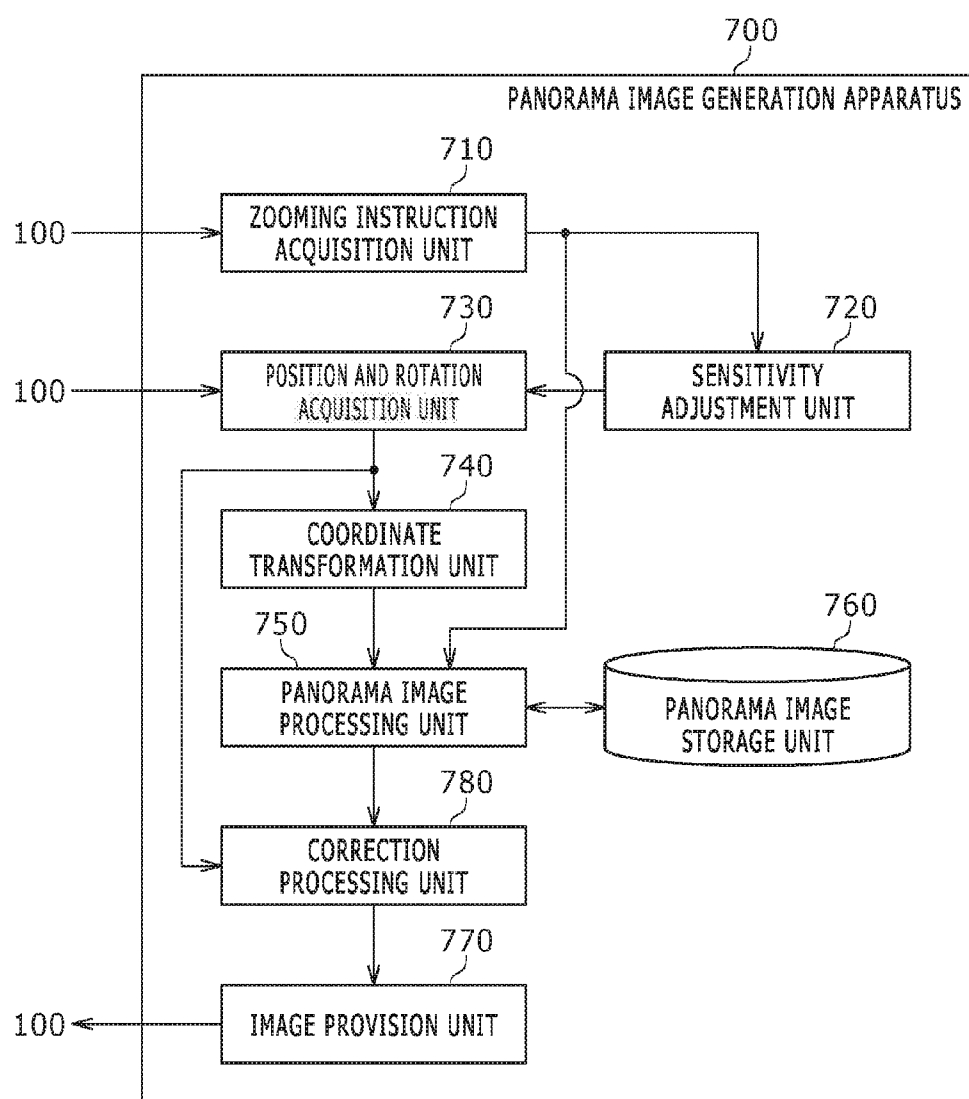 700
PANORAMA IMAGE GENERATION APPARATUS
710
100
ZOOMING INSTRUCTION
ACQUISITION UNIT
730
720
100
POSITION AND ROTATION
ACQUISITION UNIT
SENSITIVITY
ADJUSTMENT UNIT
740
COORDINATE
TRANSFORMATION UNIT
750
760
PANORAMA IMAGE
PROCESSING UNIT
PANORAMA IMAGE
STORAGE UNIT
780
CORRECTION
PROCESSING UNIT
770
100
IMAGE PROVISION UNIT